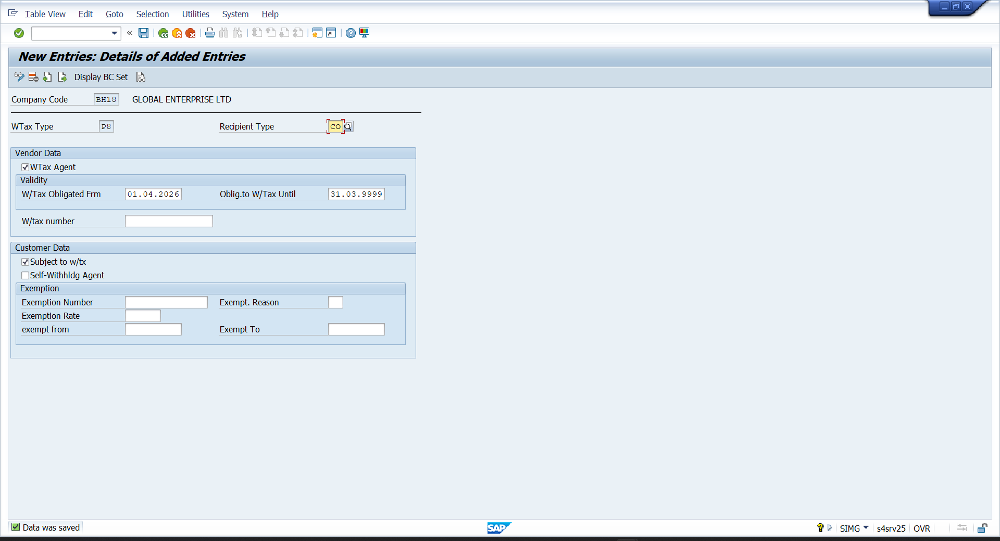 Table View Edit Goto Selection Utilities System Help
New Entries: Details of Added Entries
Display BC Set
Company Code BH18 GLOBAL ENTERPRISE LTD
WTax Type P8 Recipient Type CO
Vendor Data
WTax Agent
Validity
W/Tax Obligated Frm 01.04.2026 Oblig.to W/Tax Until 31.03.9999
W/tax number
Customer Data
Subject to w/tx
Self-Withhldg Agent
Exemption
Exemption Number Exempt. Reason
Exemption Rate
exempt from Exempt To
Data was saved SAP SIMG s4srv25 OVR